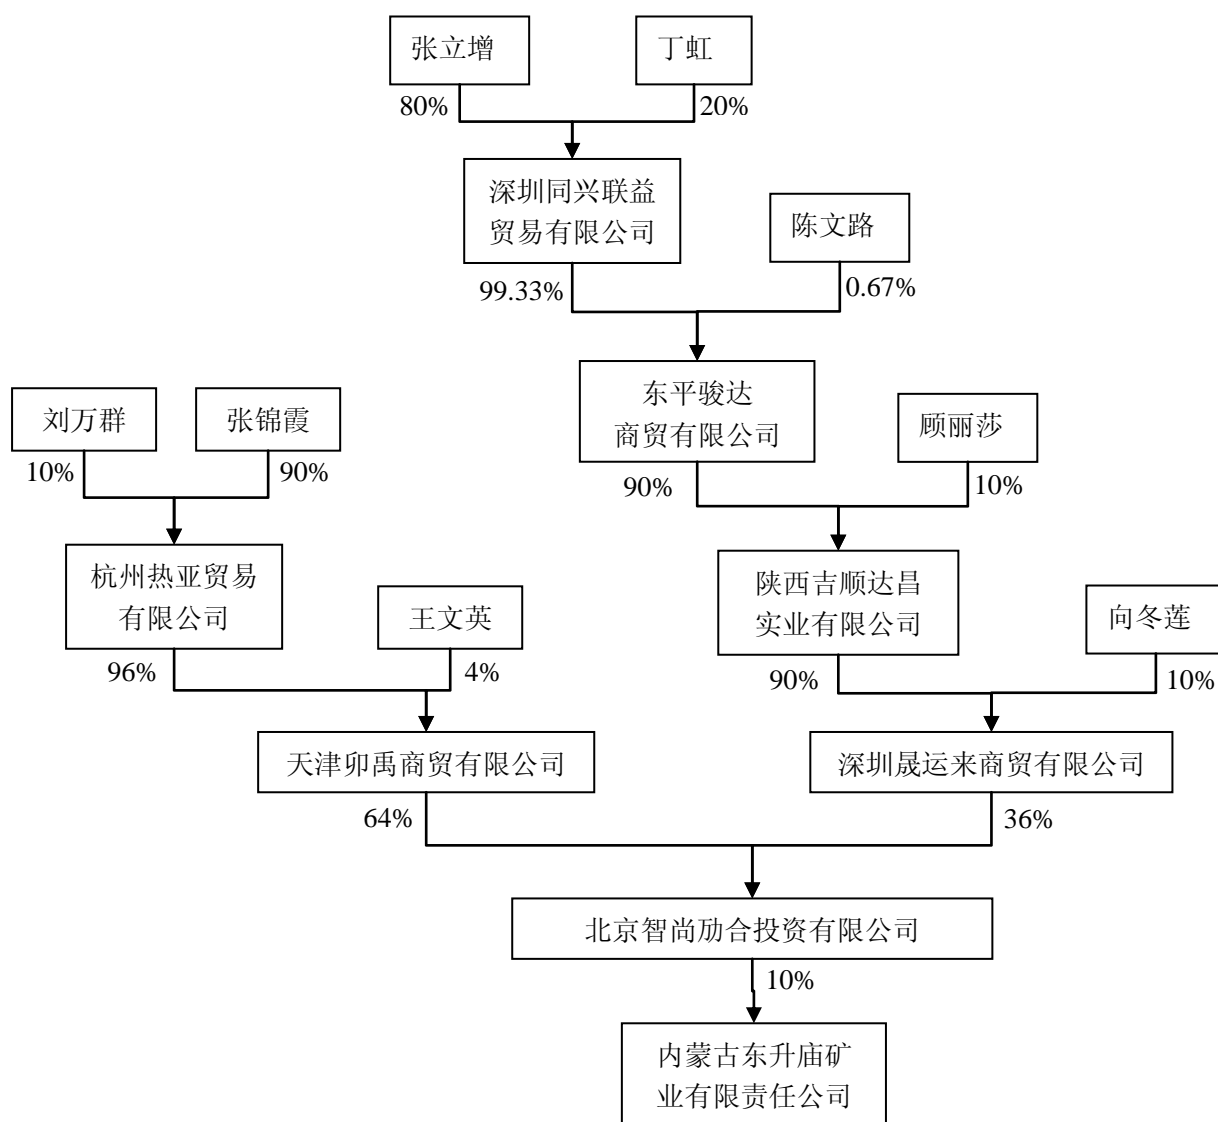 张立增
丁虹
80%
20%
深圳同兴联益
贸易有限公司
陈文路
99.33%
0.67%
东平骏达
商贸有限公司
刘万群
张锦霞
顾丽莎
10%
90%
90%
10%
杭州热亚贸易
有限公司
王文英
陕西吉顺达昌
实业有限公司
向冬莲
96%
4%
90%
10%
天津卯禹商贸有限公司
深圳晟运来商贸有限公司
64%
36%
北京智尚劢合投资有限公司
10%
内蒙古东升庙矿
业有限责任公司